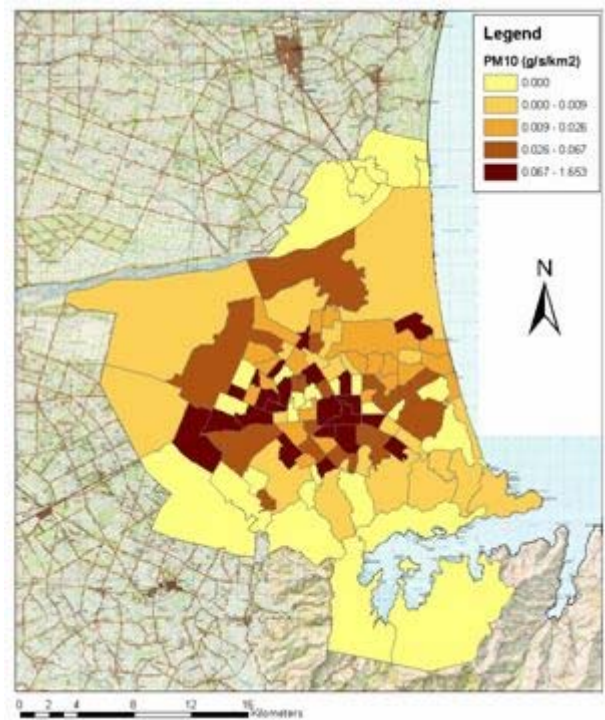 Legend
PM10 (g/s/km2)
0.000
0.000 - 0.009
0.009 - 0.026
0.026 - 0.067
0.067 - 1.653
N
0 2 4 8 12 16
Kilometers